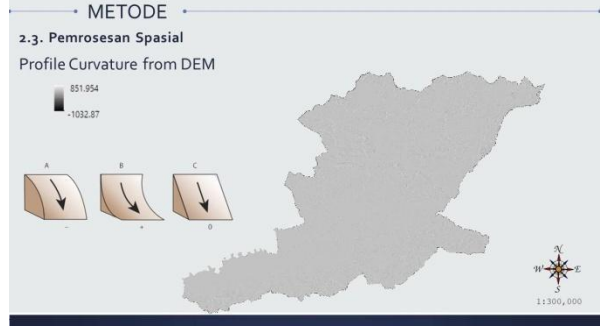 METODE
2.3. Pemrosesan Spasial
Profile Curvature from DEM
851.954
-1032.87
A B C
- + 0
N
W E
S
1:300,000